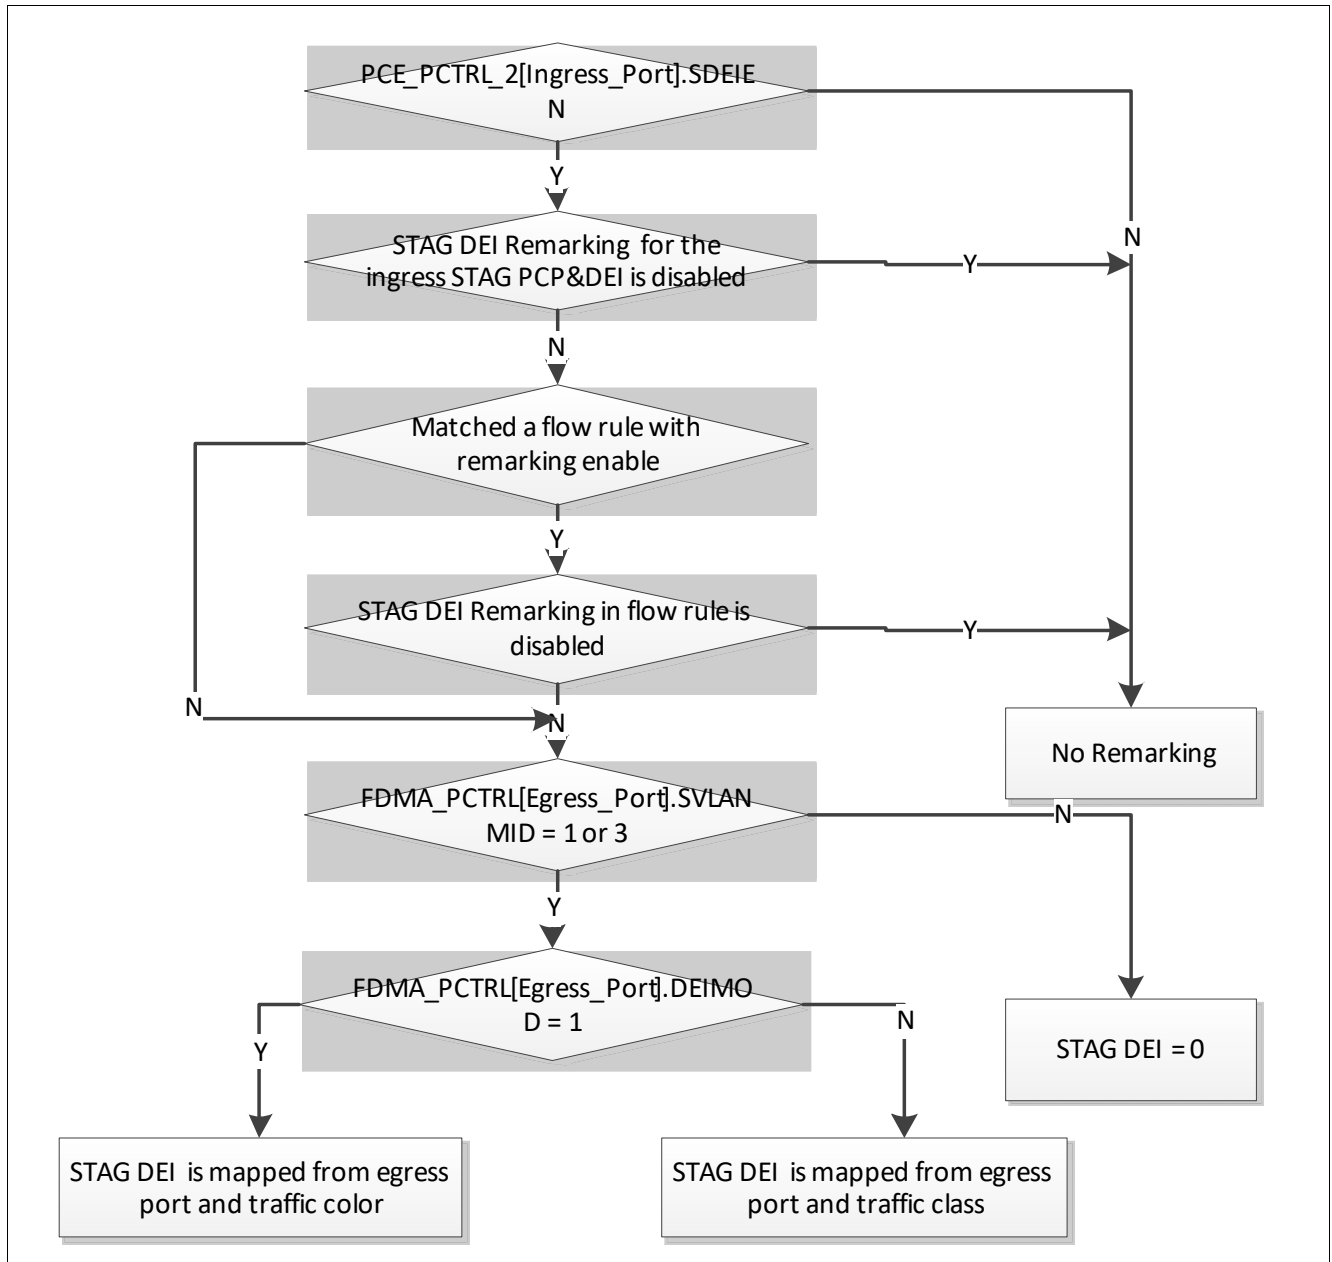 PCE_PCTRL_2[Ingress_Port].SDEIE
N
Y
N
STAG DEI Remarking for the
ingress STAG PCP&DEI is disabled
Y
N
Matched a flow rule with
remarking enable
Y
STAG DEI Remarking in flow rule is
disabled
Y
N
N
No Remarking
FDMA_PCTRL[Egress_Port].SVLAN
MID = 1 or 3
N
Y
FDMA_PCTRL[Egress_Port].DEIMO
D = 1
N
Y
STAG DEI = 0
STAG DEI is mapped from egress
port and traffic color
STAG DEI is mapped from egress
port and traffic class